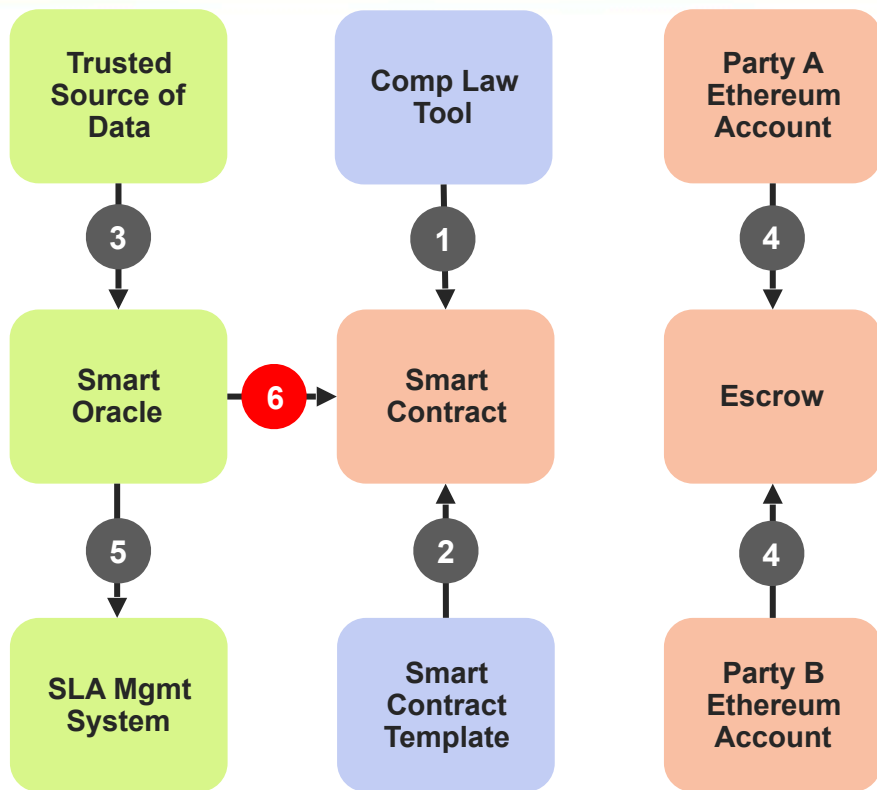 Trusted
Source of
Data
Comp Law
Tool
Party A
Ethereum
Account
3
1
4
Smart
Oracle
6
Smart
Contract
Escrow
5
2
4
SLA Mgmt
System
Smart
Contract
Template
Party B
Ethereum
Account